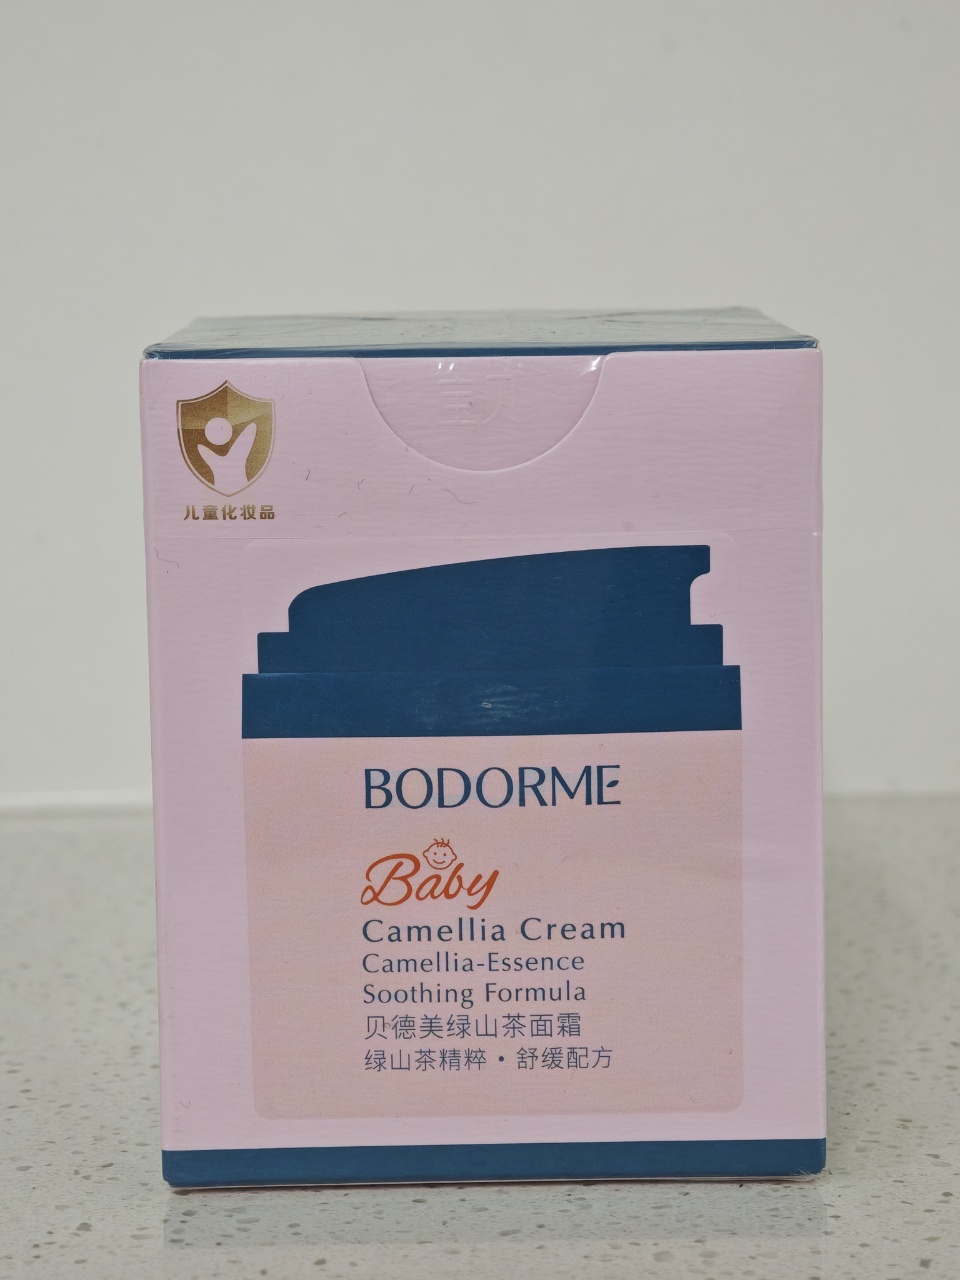 儿童化妆品
BODORME
Baby
Camellia Cream
Camellia-Essence
Soothing Formula
贝德美绿山茶面霜
绿山茶精粹·舒缓配方